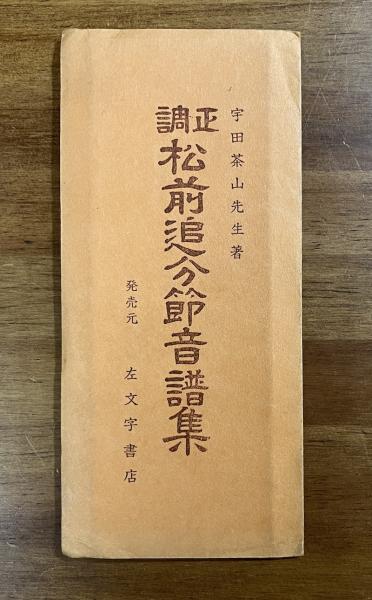 宇田茶山先生著
正調
松前追分節音譜集
発売元 左文字書店